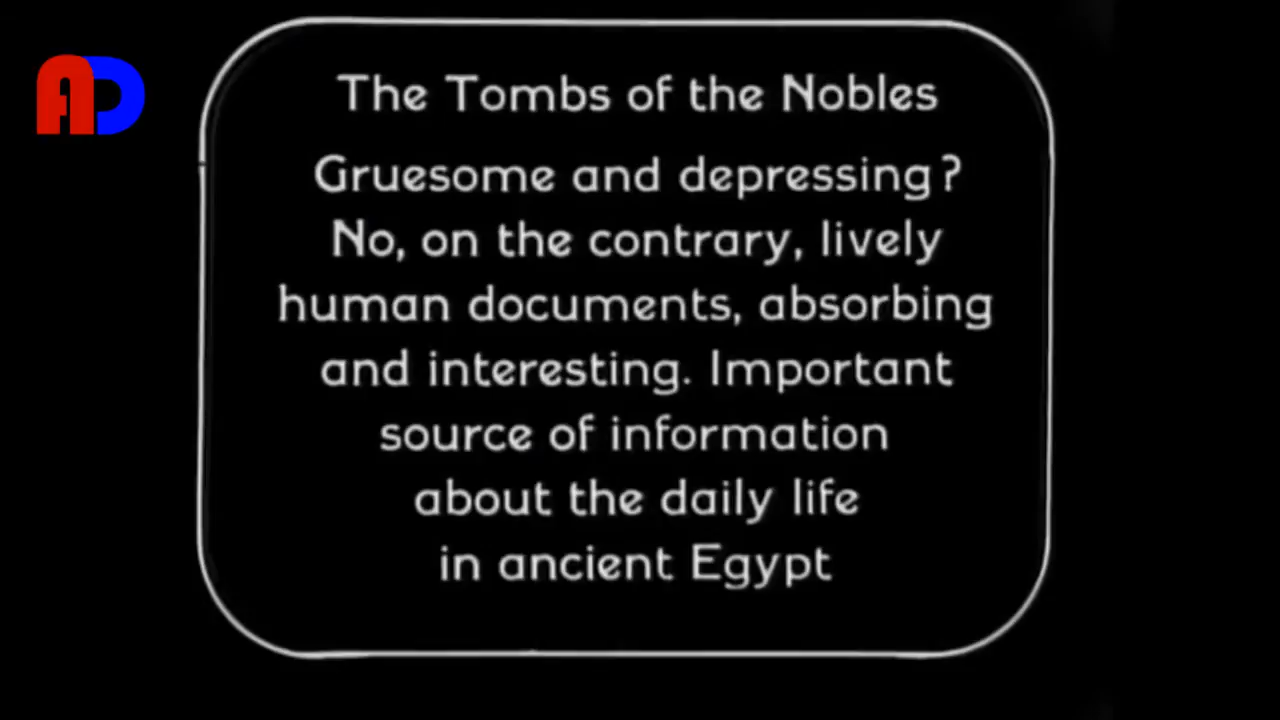 AD
The Tombs of the Nobles
Gruesome and depressing?
No, on the contrary, lively
human documents, absorbing
and interesting. Important
source of information
about the daily life
in ancient Egypt